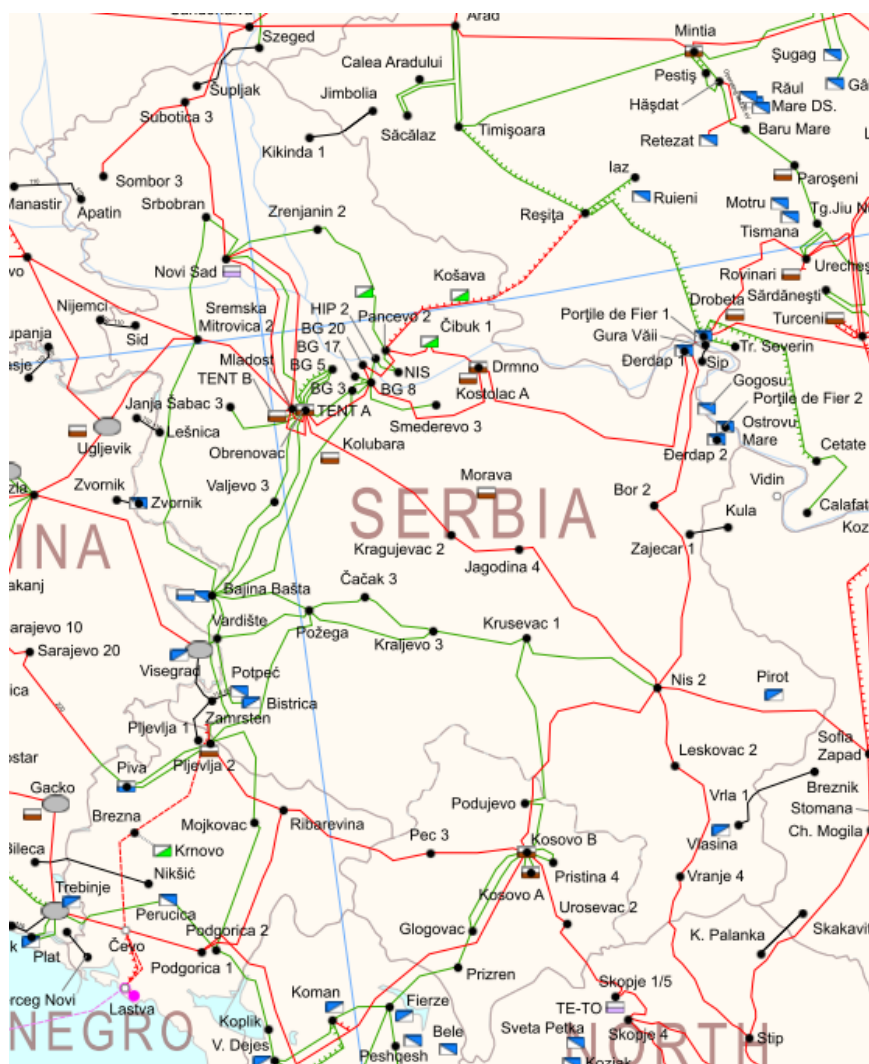 Arad
Szeged
Mintia
Şugag
Calea Aradului
Pestiş
Šupljak
Jimbolia
Răul
Mare DS.
Hăşdat
Subotica 3
Săcălaz
Timişoara
Baru Mare
Kikinda 1
Retezat
Iaz
Paroşeni
Sombor 3
Manastir
Apatin
Srbobran
Zrenjanin 2
Ruieni
Motru
Reşiţa
Tismana
Novi Sad
Košava
Rovinari
Drobeta
Sărdăneşti
Nijemci
Sremska
Mitrovica 2
HIP 2
Čibuk 1
Porţile de Fier 1
Turceni
Sid
BG 20
Pancevo 2
Gura Văii
BG 17
Mladost
BG 5
NIS
Drmno
Đerdap 1
Sip
Tr. Severin
TENT B
BG 3
BG 8
Kostolac A
Gogosu
Janja
Šabac 3
TENT A
Porţile de Fier 2
Smederevo 3
Ostrovu
Mare
Lešnica
Ugljevik
Obrenovac
Kolubara
Đerdap 2
Cetate
Zvornik
Zvornik
Valjevo 3
Morava
Bor 2
Vidin
SERBIA
Kula
Calafat
Koz
Kragujevac 2
Jagodina 4
Zajecar 1
INA
Bajina Bašta
Čačak 3
Vardište
Požega
Krusevac 1
Kraljevo 3
Sarajevo 20
Visegrad
Potpeć
Nis 2
Pirot
Bistrica
Zamrsten
Pljevlja 1
Sofia
Zapad
Pljevlja 2
Leskovac 2
Piva
Gacko
Breznik
Brezna
Mojkovac
Ribarevina
Podujevo
Vrla 1
Stomana
Pec 3
Kosovo B
Vlasina
Ch. Mogila
Krnovo
Nikšić
Kosovo A
Pristina 4
Vranje 4
Trebinje
Perucica
Urosevac 2
Podgorica 2
Glogovac
Plat
Čevo
Podgorica 1
K. Palanka
Prizren
Skopje 1/5
Lastva
Koman
Fierze
TE-TO
NEGRO
Koplik
V. Dejes
Bele
Sveta Petka
Skopje 4
NORTH
Stip
Peshqesh
Kozjak